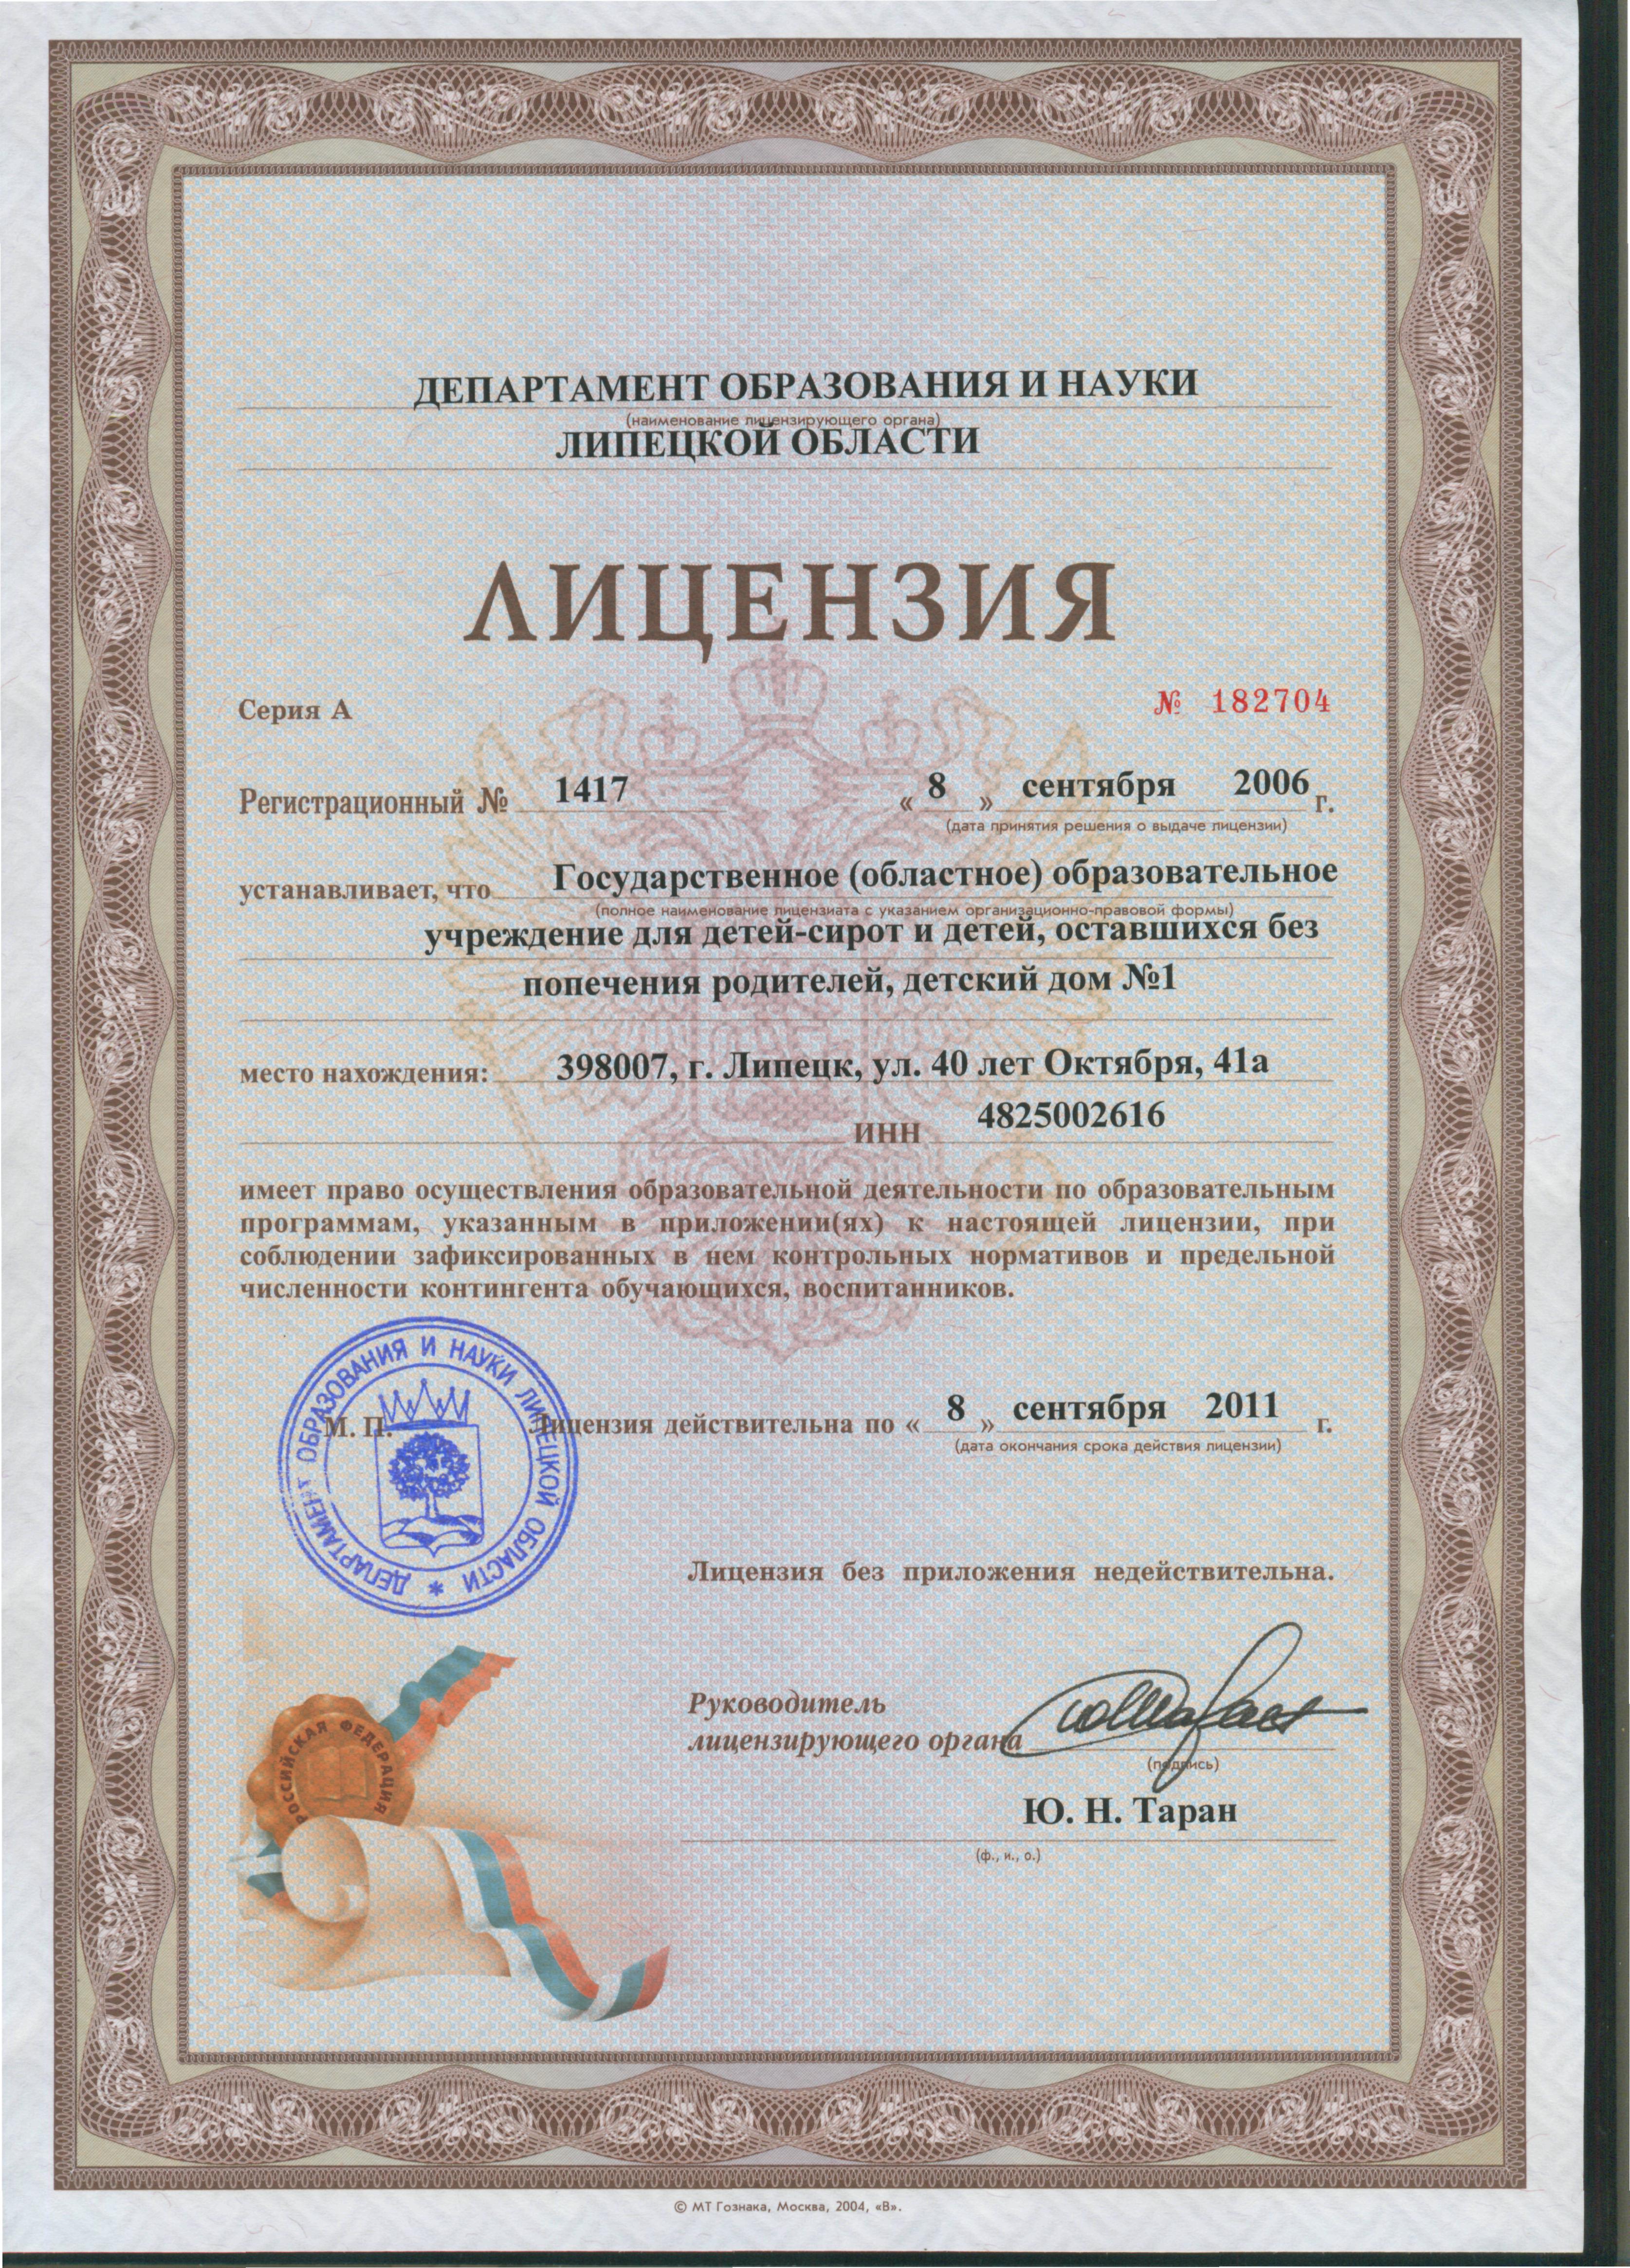 ДЕПАРТАМЕНТ ОБРАЗОВАНИЯ И НАУКИ
(наименование лицензирующего органа)
ЛИПЕЦКОЙ ОБЛАСТИ
ЛИЦЕНЗИЯ
Серия А № 182704
Регистрационный № 1417 « 8 » сентября 2006 г.
(дата принятия решения о выдаче лицензии)
устанавливает, что Государственное (областное) образовательное
(полное наименование лицензиата с указанием организационно-правовой формы)
учреждение для детей-сирот и детей, оставшихся без
попечения родителей, детский дом №1
место нахождения: 398007, г. Липецк, ул. 40 лет Октября, 41а
ИНН 4825002616
имеет право осуществления образовательной деятельности по образовательным
программам, указанным в приложении(ях) к настоящей лицензии, при
соблюдении зафиксированных в нем контрольных нормативов и предельной
численности контингента обучающихся, воспитанников.
ДЕПАРТАМЕНТ ОБРАЗОВАНИЯ И НАУКИ ЛИПЕЦКОЙ ОБЛАСТИ *
М. П. Лицензия действительна по « 8 » сентября 2011 г.
(дата окончания срока действия лицензии)
Лицензия без приложения недействительна.
Руководитель
лицензирующего органа
(подпись)
РОССИЙСКАЯ ФЕДЕРАЦИЯ
Ю. Н. Таран
(ф., и., о.)
© МТ Гознака, Москва, 2004, «В».